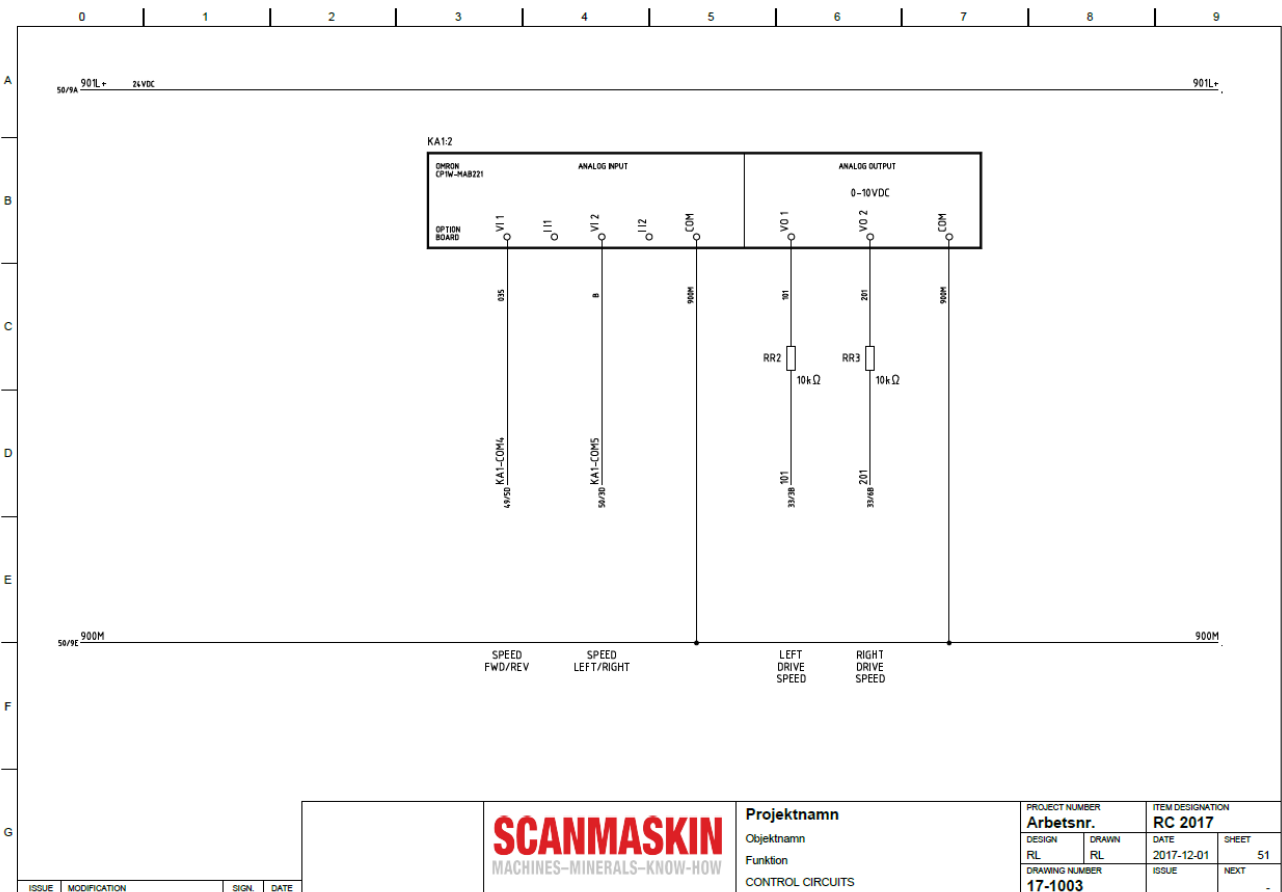 0 1 2 3 4 5 6 7 8 9
A
50/9A 901L+ 24VDC 901L+
KA1:2
OMRON ANALOG INPUT ANALOG OUTPUT
CP1W-MAB221
0-10VDC
B
OPTION
BOARD
VI 1 II1 VI 2 II2 COM VO 1 VO 2 COM
035 B 900M 101 201 900M
C
RR2 RR3
10kΩ 10kΩ
D
KA1-COM4 KA1-COM5 101 201
49/5D 50/3D 33/3B 33/6B
E
50/9E 900M 900M
SPEED SPEED LEFT RIGHT
FWD/REV LEFT/RIGHT DRIVE DRIVE
SPEED SPEED
F
G
SCANMASKIN
MACHINES-MINERALS-KNOW-HOW
Projektnamn
Objektnamn
Funktion
CONTROL CIRCUITS
PROJECT NUMBER ITEM DESIGNATION
Arbetsnr. RC 2017
DESIGN DRAWN DATE SHEET
RL RL 2017-12-01 51
DRAWING NUMBER ISSUE NEXT
17-1003 -
ISSUE MODIFICATION SIGN. DATE